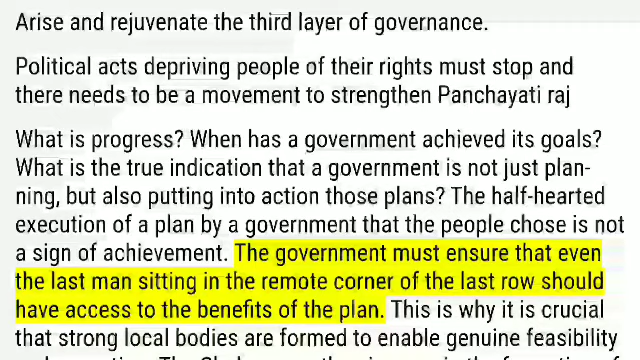 Arise and rejuvenate the third layer of governance.
Political acts depriving people of their rights must stop and
there needs to be a movement to strengthen Panchayati raj
What is progress? When has a government achieved its goals?
What is the true indication that a government is not just plan-
ning, but also putting into action those plans? The half-hearted
execution of a plan by a government that the people chose is not
a sign of achievement. The government must ensure that even
the last man sitting in the remote corner of the last row should
have access to the benefits of the plan. This is why it is crucial
that strong local bodies are formed to enable genuine feasibility